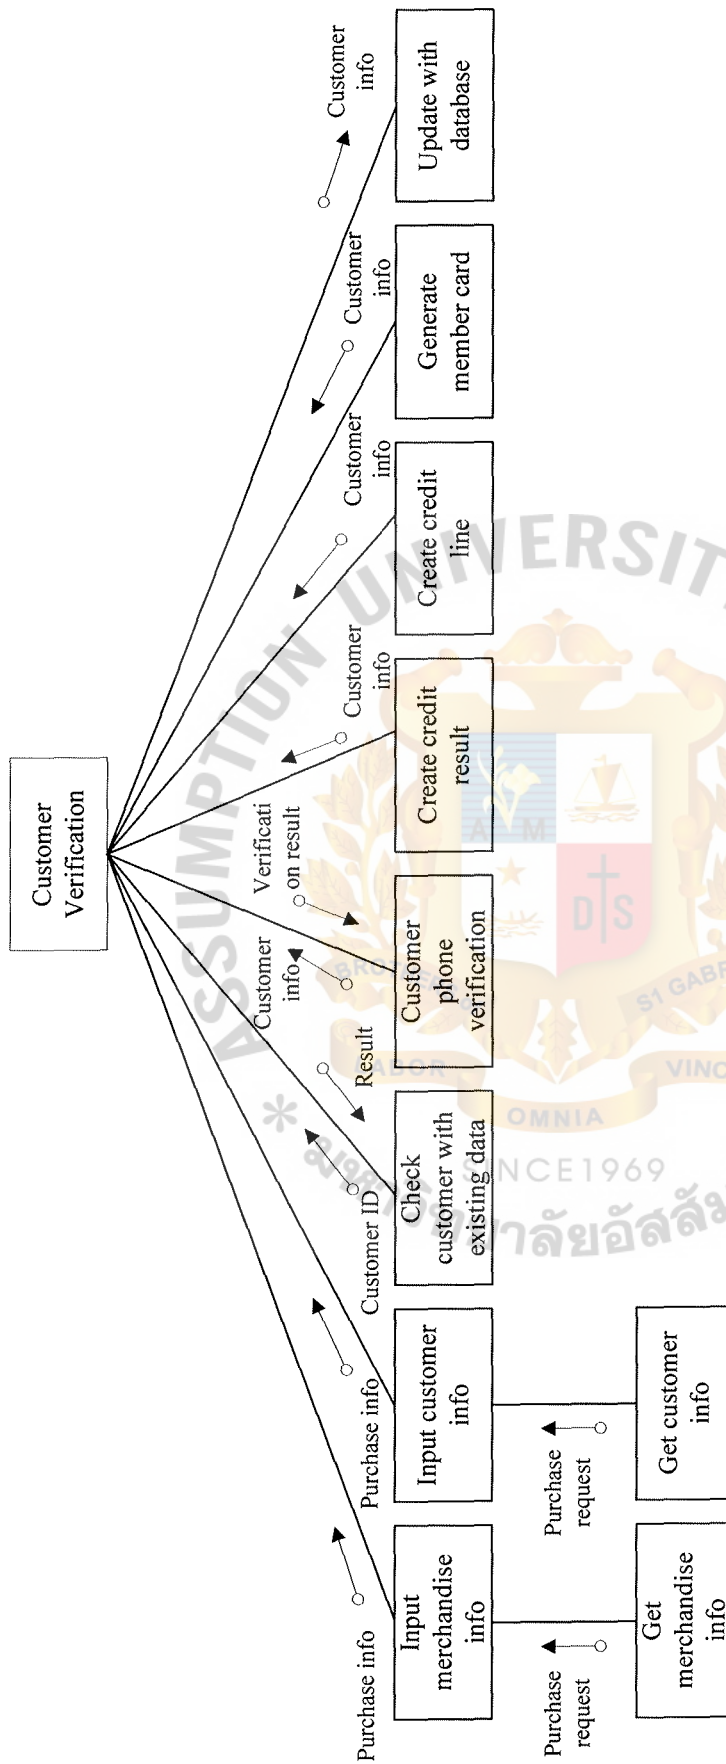 Customer
Verification
Purchase info
Purchase info
Customer ID
Result
Customer
info
Verificati
on result
Customer
info
Customer
info
Customer
info
Customer
info
Input
merchandise
info
Input customer
info
Check
customer with
existing data
Customer
phone
verification
Create credit
result
Create credit
line
Generate
member card
Update with
database
Purchase
request
Purchase
request
Get
merchandise
info
Get customer
info
ASSUMPTION UNIVERSITY
A M
D S
LABOR
OMNIA
SINCE1969